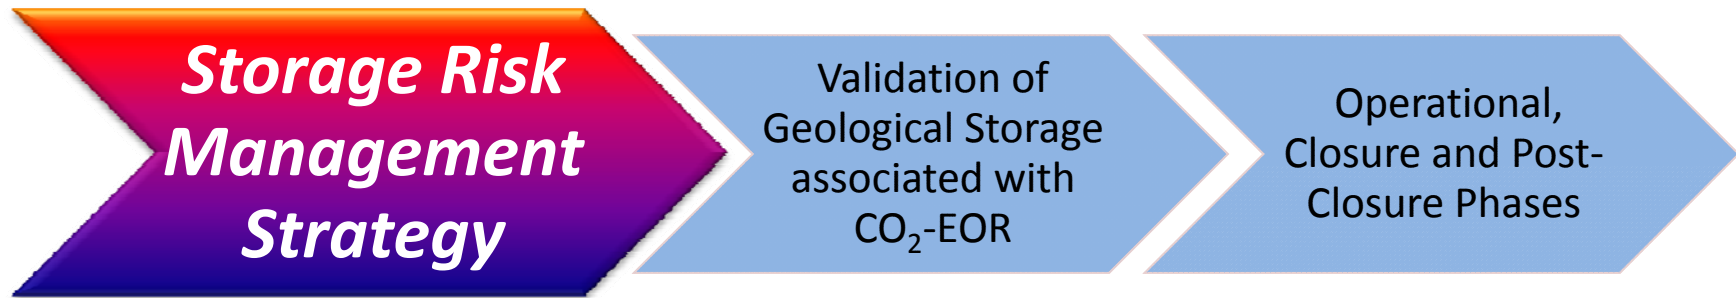 Storage Risk
Management
Strategy
Validation of
Geological Storage
associated with
CO₂-EOR
Operational,
Closure and Post-
Closure Phases